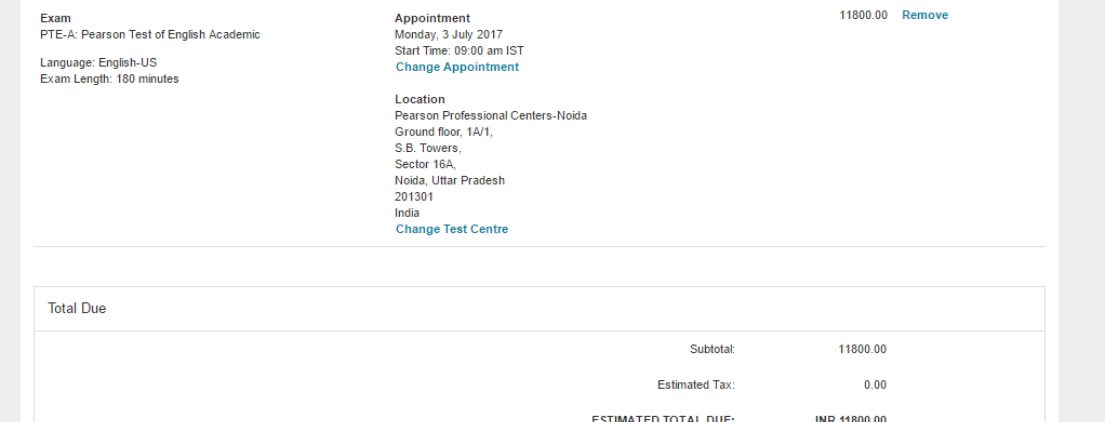 Exam
PTE-A: Pearson Test of English Academic
Language: English-US
Exam Length: 180 minutes
Appointment
Monday, 3 July 2017
Start Time: 09:00 am IST
Change Appointment
Location
Pearson Professional Centers-Noida
Ground floor, 1A/1,
S.B. Towers,
Sector 16A,
Noida, Uttar Pradesh
201301
India
Change Test Centre
11800.00 Remove
Total Due
Subtotal: 11800.00
Estimated Tax: 0.00
ESTIMATED TOTAL DUE: INR 11800.00